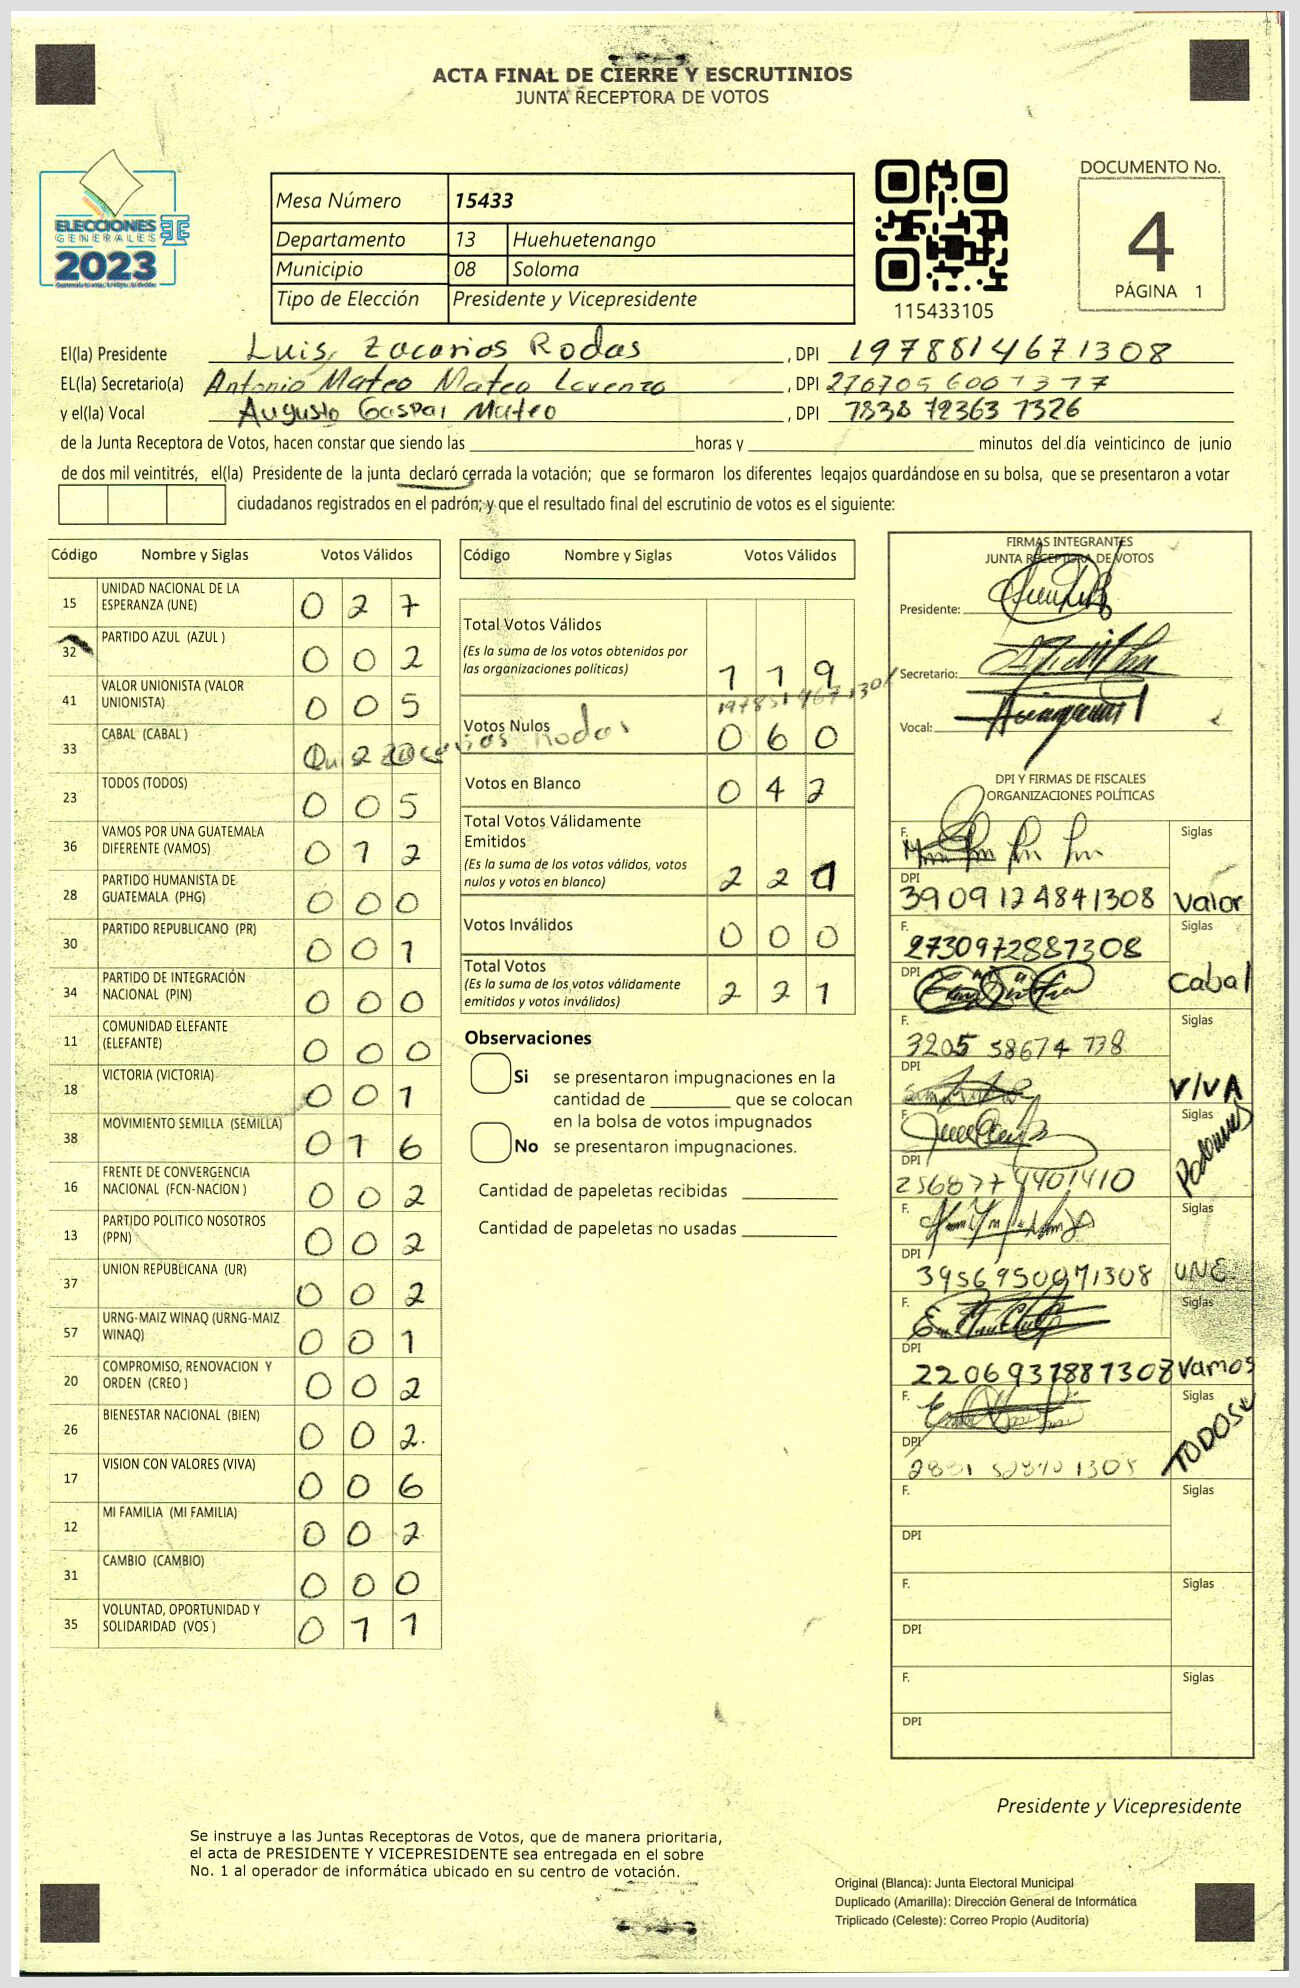 ACTA FINAL DE CIERRE Y ESCRUTINIOS
JUNTA RECEPTORA DE VOTOS
ELECCIONES
GENERALES
2023
Mesa Número 15433
Departamento 13 Huehuetenango
Municipio 08 Soloma
Tipo de Elección Presidente y Vicepresidente
115433105
DOCUMENTO No.
4
PÁGINA 1
El(la) Presidente Luis Zacarios Rodas, DPI 1978814671308
EL(la) Secretario(a) Antonio Mateo Mateo Lorenzo, DPI
y el(la) Vocal Augusto Gaspar Mateo, DPI 7838 72363 1326
de la Junta Receptora de Votos, hacen constar que siendo las horas y minutos del día veinticinco de junio
de dos mil veintitrés, el(la) Presidente de la junta declaró cerrada la votación; que se formaron los diferentes legajos guardándose en su bolsa, que se presentaron a votar
ciudadanos registrados en el padrón; y que el resultado final del escrutinio de votos es el siguiente:
Código Nombre y Siglas Votos Válidos
15 UNIDAD NACIONAL DE LA ESPERANZA (UNE) 0 2 7
32 PARTIDO AZUL (AZUL ) 0 0 2
41 VALOR UNIONISTA (VALOR UNIONISTA) 0 0 5
33 CABAL (CABAL ) 0 2 0
23 TODOS (TODOS) 0 0 5
36 VAMOS POR UNA GUATEMALA DIFERENTE (VAMOS) 0 1 2
28 PARTIDO HUMANISTA DE GUATEMALA (PHG) 0 0 0
30 PARTIDO REPUBLICANO (PR) 0 0 1
34 PARTIDO DE INTEGRACIÓN NACIONAL (PIN) 0 0 0
11 COMUNIDAD ELEFANTE (ELEFANTE) 0 0 0
18 VICTORIA (VICTORIA) 0 0 1
38 MOVIMIENTO SEMILLA (SEMILLA) 0 1 6
16 FRENTE DE CONVERGENCIA NACIONAL (FCN-NACION ) 0 0 2
13 PARTIDO POLITICO NOSOTROS (PPN) 0 0 2
37 UNION REPUBLICANA (UR) 0 0 2
57 URNG-MAIZ WINAQ (URNG-MAIZ WINAQ) 0 0 1
20 COMPROMISO, RENOVACION Y ORDEN (CREO ) 0 0 2
26 BIENESTAR NACIONAL (BIEN) 0 0 2
17 VISION CON VALORES (VIVA) 0 0 6
12 MI FAMILIA (MI FAMILIA) 0 0 2
31 CAMBIO (CAMBIO) 0 0 0
35 VOLUNTAD, OPORTUNIDAD Y SOLIDARIDAD (VOS ) 0 1 1
Código Nombre y Siglas Votos Válidos
Total Votos Válidos
(Es la suma de los votos obtenidos por
las organizaciones políticas) 1 1 9
Votos Nulos 0 6 0
Votos en Blanco 0 4 2
Total Votos Válidamente
Emitidos
(Es la suma de los votos válidos, votos
nulos y votos en blanco) 2 2 1
Votos Inválidos 0 0 0
Total Votos
(Es la suma de los votos válidamente
emitidos y votos inválidos) 2 2 1
Observaciones
Si se presentaron impugnaciones en la
cantidad de que se colocan
en la bolsa de votos impugnados
No se presentaron impugnaciones.
Cantidad de papeletas recibidas
Cantidad de papeletas no usadas
FIRMAS INTEGRANTES
JUNTA RECEPTORA DE VOTOS
Presidente:
Secretario:
Vocal:
DPI Y FIRMAS DE FISCALES
ORGANIZACIONES POLÍTICAS
F. Siglas
DPI 3909124841308 Valor
F. 2730972887308 Siglas
DPI Cabal
F. 3205 58674 Siglas
DPI VIVA
F. Siglas
DPI
F. Siglas
DPI 3956950071308 UNE
F. Siglas
DPI 2206937887308 Vamos
F. Siglas
DPI TODOS
F. Siglas
DPI
F. Siglas
DPI
F. Siglas
DPI
Presidente y Vicepresidente
Se instruye a las Juntas Receptoras de Votos, que de manera prioritaria,
el acta de PRESIDENTE Y VICEPRESIDENTE sea entregada en el sobre
No. 1 al operador de informática ubicado en su centro de votación.
Original (Blanca): Junta Electoral Municipal
Duplicado (Amarilla): Dirección General de Informática
Triplicado (Celeste): Correo Propio (Auditoría)